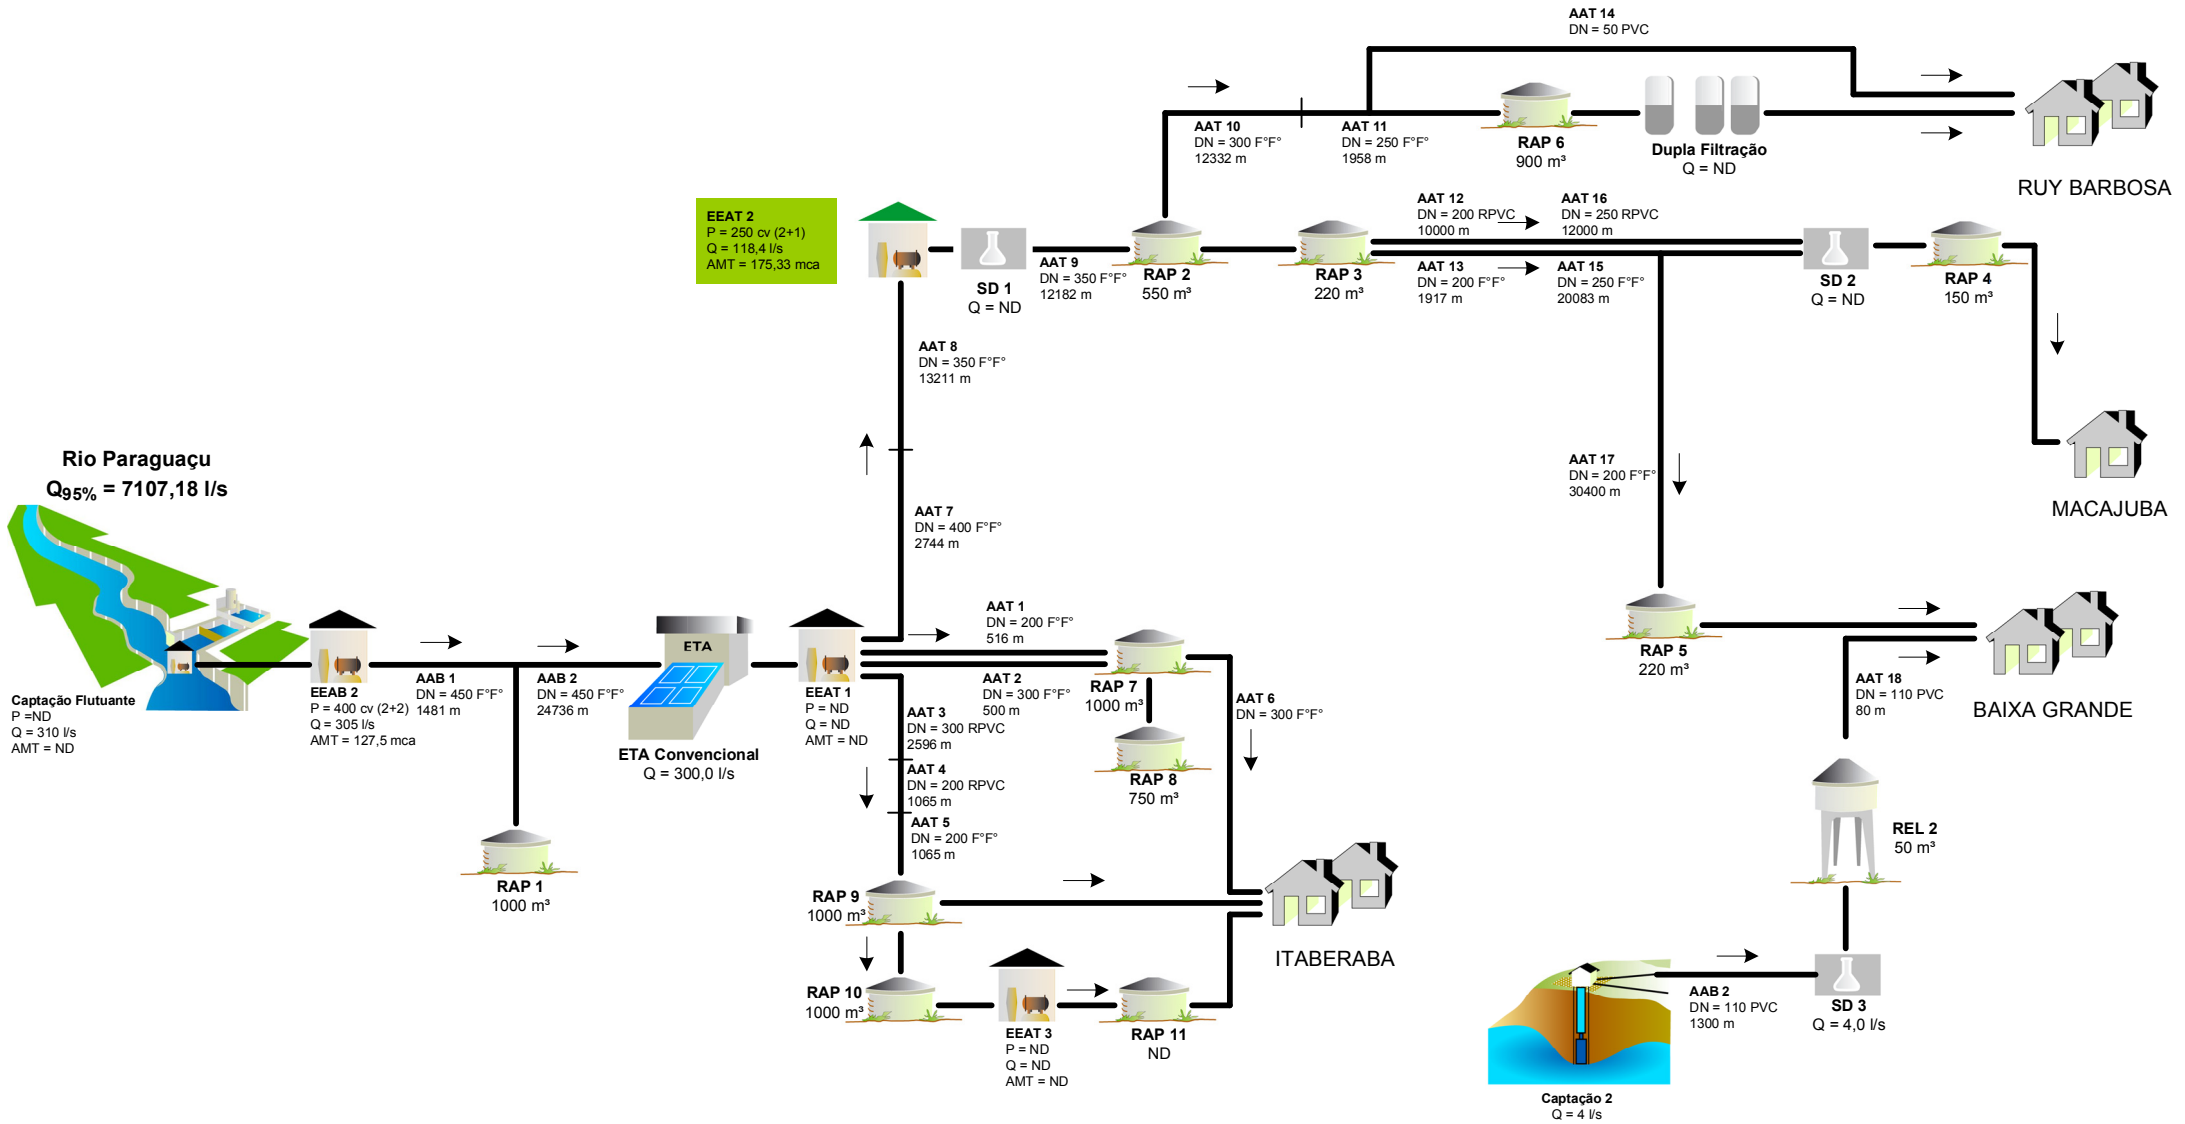 AAT 14
DN = 50 PVC
AAT 10
DN = 300 F°F°
12332 m
AAT 11
DN = 250 F°F°
1958 m
RAP 6
900 m³
Dupla Filtração
Q = ND
RUY BARBOSA
EEAT 2
P = 250 cv (2+1)
Q = 118,4 l/s
AMT = 175,33 mca
SD 1
Q = ND
AAT 9
DN = 350 F°F°
12182 m
RAP 2
550 m³
RAP 3
220 m³
AAT 12
DN = 200 RPVC
10000 m
AAT 16
DN = 250 RPVC
12000 m
AAT 13
DN = 200 F°F°
1917 m
AAT 15
DN = 250 F°F°
20083 m
SD 2
Q = ND
RAP 4
150 m³
AAT 8
DN = 350 F°F°
13211 m
MACAJUBA
Rio Paraguaçu
Q95% = 7107,18 l/s
AAT 7
DN = 400 F°F°
2744 m
AAT 17
DN = 200 F°F°
30400 m
Captação Flutuante
P =ND
Q = 310 l/s
AMT = ND
EEAB 2
P = 400 cv (2+2)
Q = 305 l/s
AMT = 127,5 mca
AAB 1
DN = 450 F°F°
1481 m
AAB 2
DN = 450 F°F°
24736 m
ETA
ETA Convencional
Q = 300,0 l/s
EEAT 1
P = ND
Q = ND
AMT = ND
AAT 1
DN = 200 F°F°
516 m
AAT 2
DN = 300 F°F°
500 m
RAP 7
1000 m³
AAT 6
DN = 300 F°F°
RAP 8
750 m³
AAT 3
DN = 300 RPVC
2596 m
AAT 4
DN = 200 RPVC
1065 m
AAT 5
DN = 200 F°F°
1065 m
RAP 1
1000 m³
RAP 9
1000 m³
RAP 10
1000 m³
EEAT 3
P = ND
Q = ND
AMT = ND
RAP 11
ND
ITABERABA
RAP 5
220 m³
AAT 18
DN = 110 PVC
80 m
BAIXA GRANDE
REL 2
50 m³
AAB 2
DN = 110 PVC
1300 m
SD 3
Q = 4,0 l/s
Captação 2
Q = 4 l/s